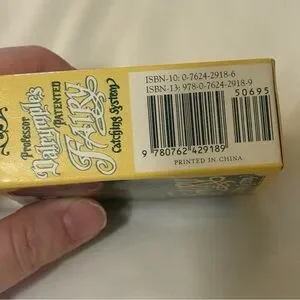 Professor
Daisywogle's
PATENTED
FAIRY
Catching System
ISBN-10: 0-7624-2918-6
ISBN-13: 978-0-7624-2918-9
50695
9 780762 429189
PRINTED IN CHINA